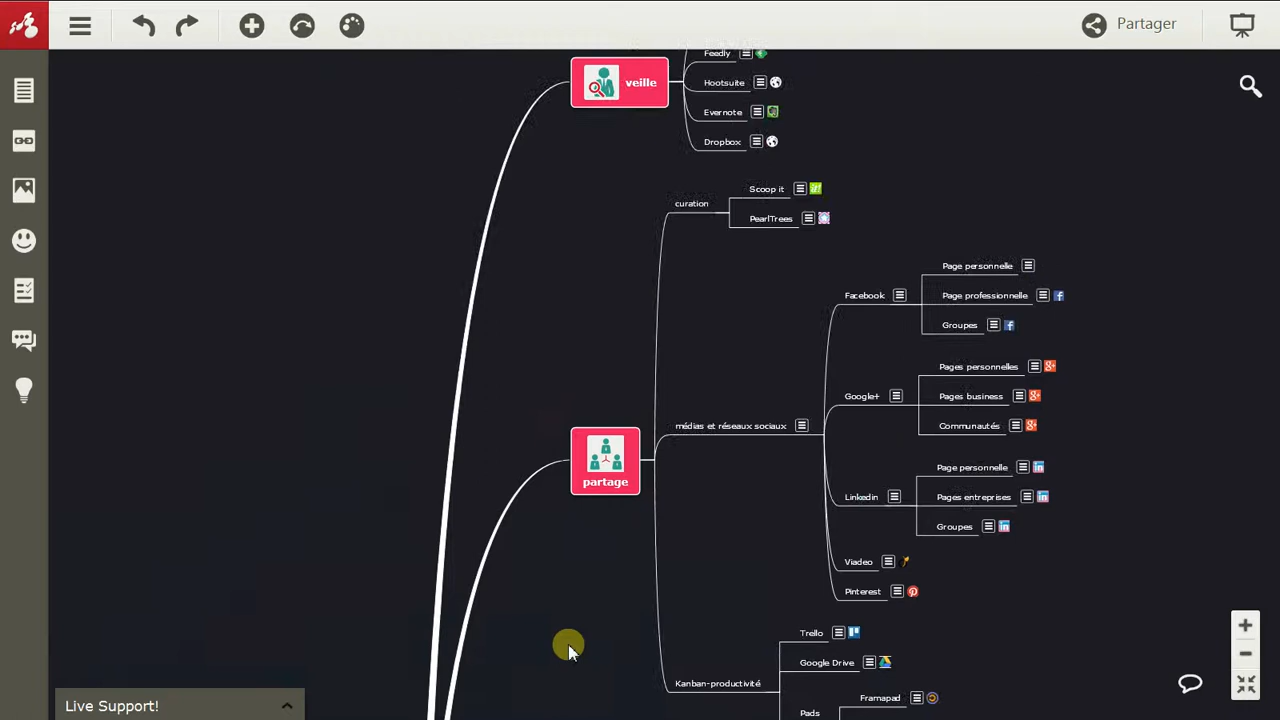 Partager
Feedly
veille
Hootsuite
Evernote
Dropbox
Scoop it
curation
PearlTrees
Page personnelle
Facebook
Page professionnelle
Groupes
Pages personnelles
Google+
Pages business
médias et réseaux sociaux
Communautés
Page personnelle
partage
Linkedin
Pages entreprises
Groupes
Viadeo
Pinterest
Trello
Google Drive
Kanban-productivité
Framapad
Live Support!
Pads